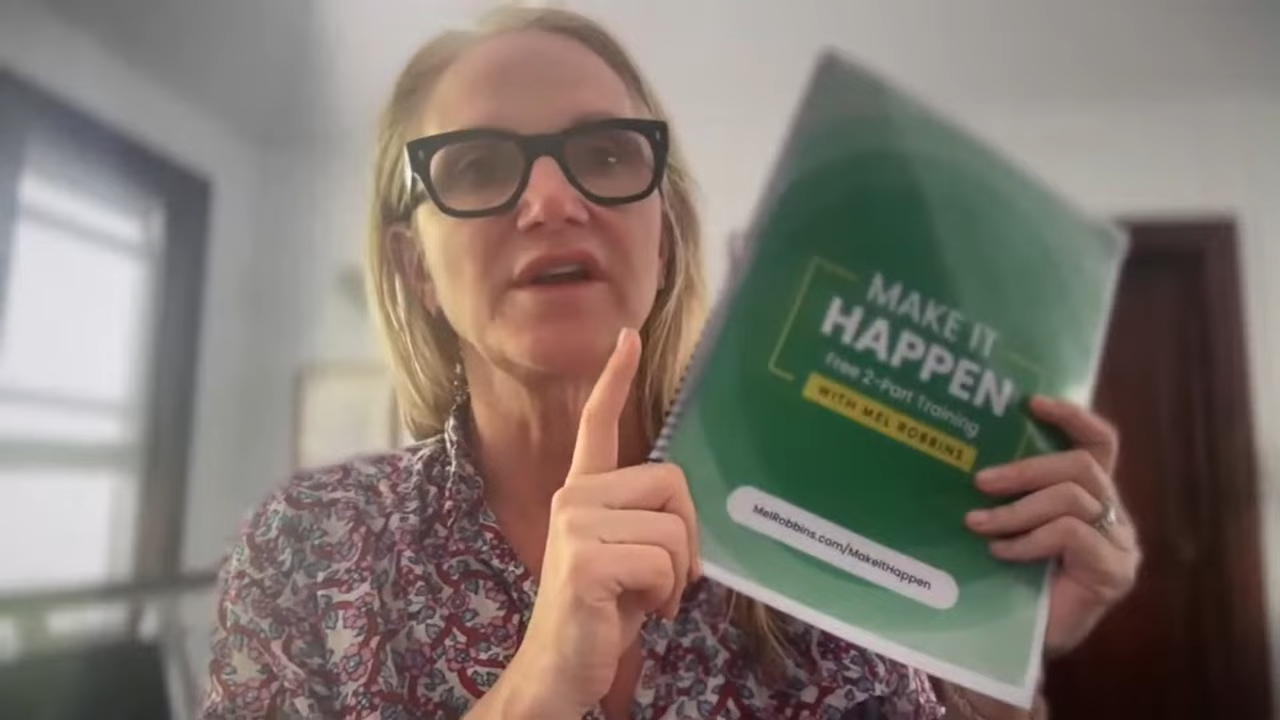 MAKE IT
HAPPEN
Free 2-Part Training
WITH MEL ROBBINS
MelRobbins.com/MakeItHappen